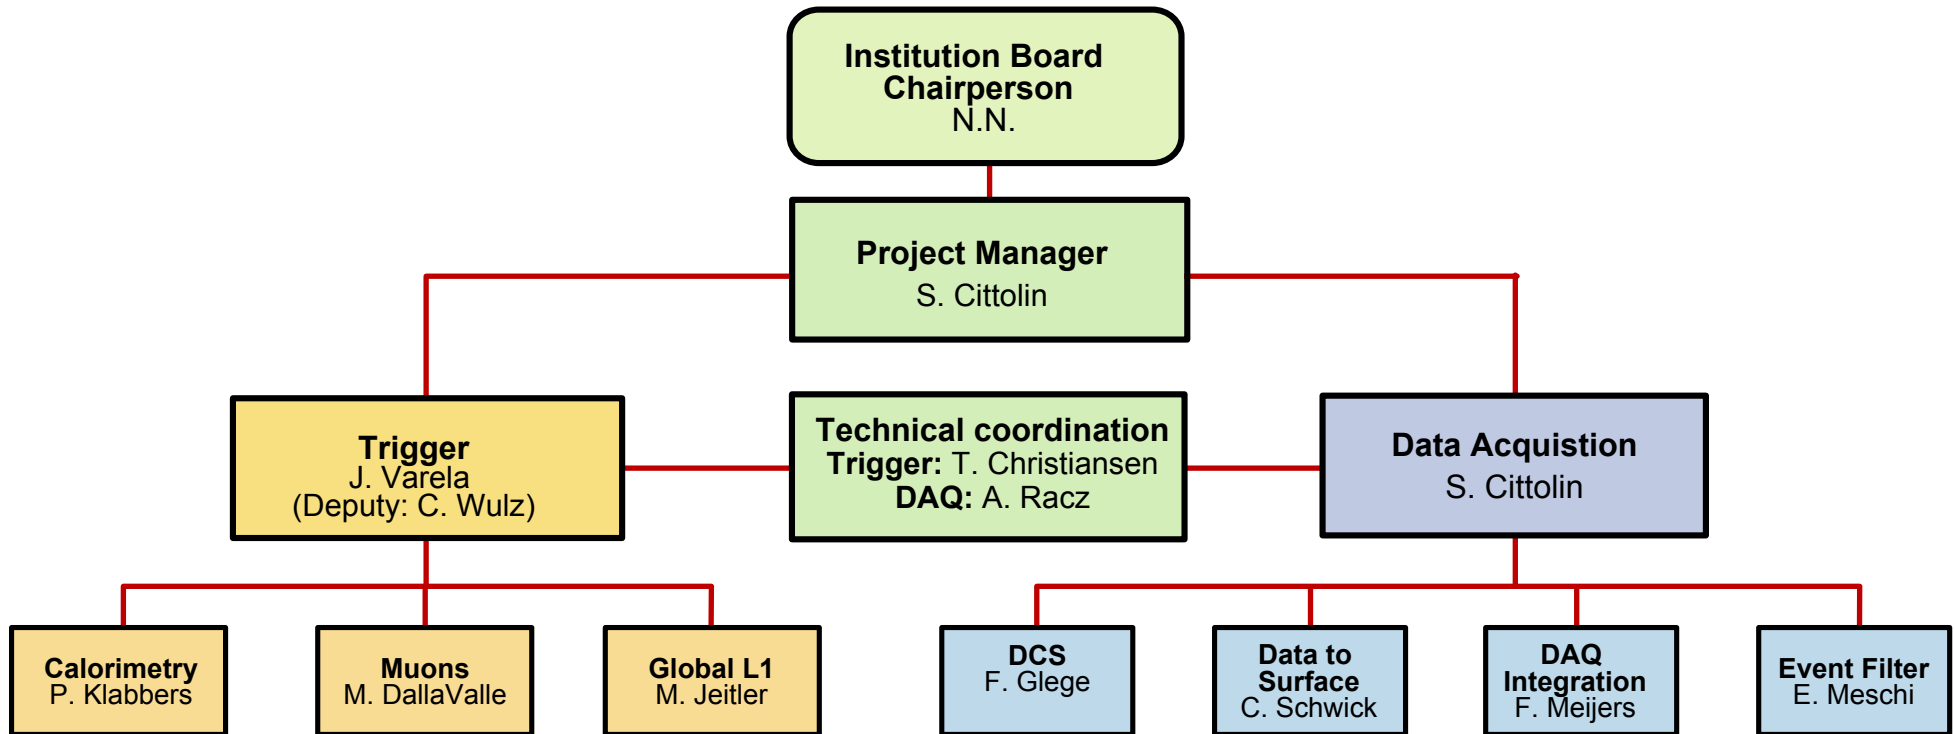 Institution Board
Chairperson
N.N.
Project Manager
S. Cittolin
Trigger
J. Varela
(Deputy: C. Wulz)
Technical coordination
Trigger: T. Christiansen
DAQ: A. Racz
Data Acquistion
S. Cittolin
Calorimetry
P. Klabbers
Muons
M. DallaValle
Global L1
M. Jeitler
DCS
F. Glege
Data to
Surface
C. Schwick
DAQ
Integration
F. Meijers
Event Filter
E. Meschi